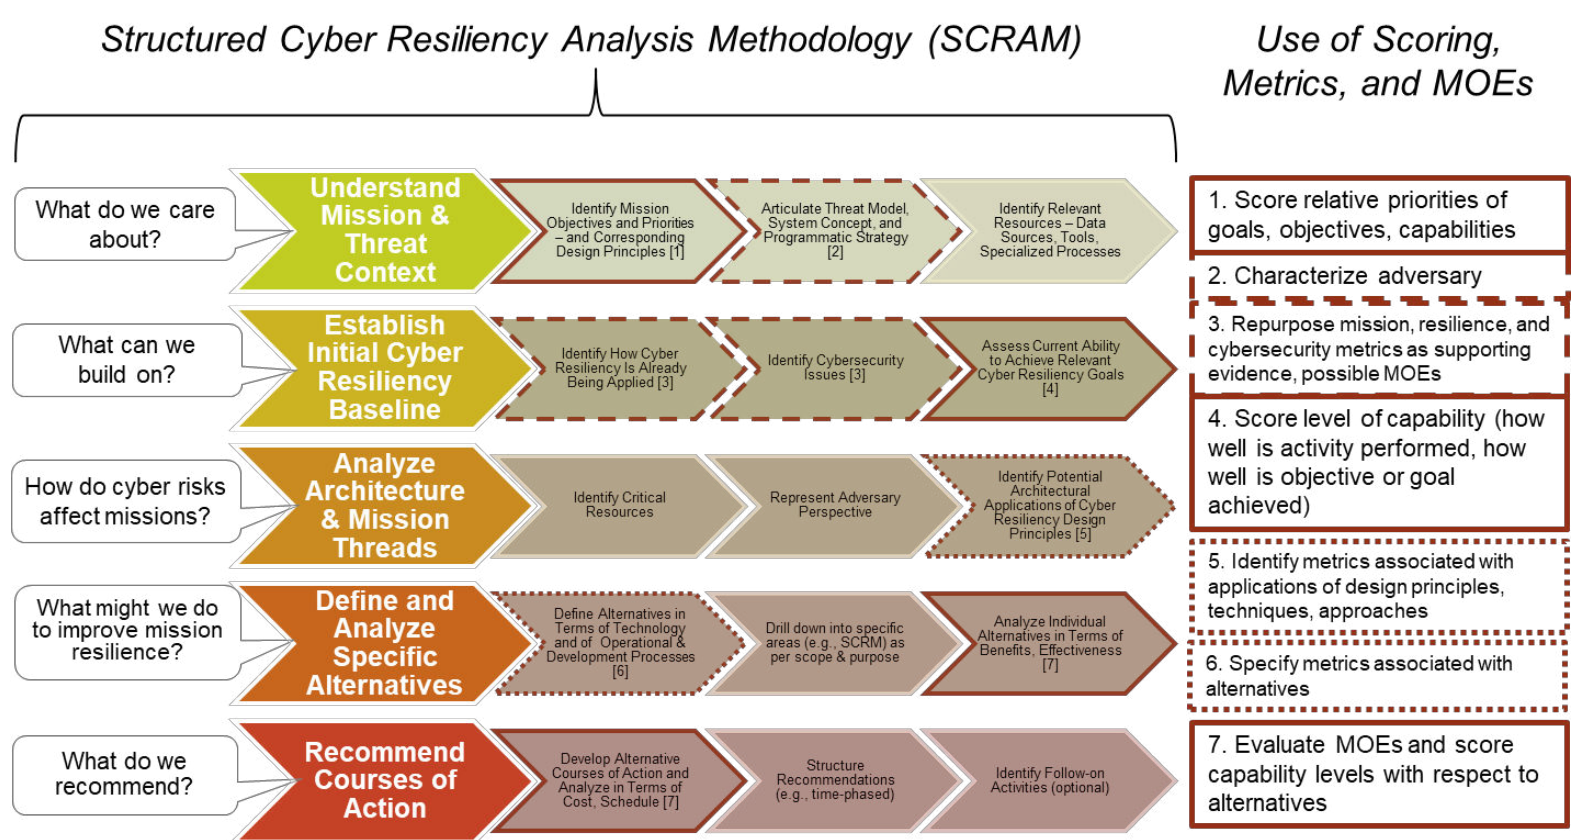 Structured Cyber Resiliency Analysis Methodology (SCRAM)
Use of Scoring,
Metrics, and MOEs
What do we care
about?
Understand
Mission &
Threat
Context
Identify Mission
Objectives and Priorities
– and Corresponding
Design Principles [1]
Articulate Threat Model,
System Concept, and
Programmatic Strategy
[2]
Identify Relevant
Resources – Data
Sources, Tools,
Specialized Processes
What can we
build on?
Establish
Initial Cyber
Resiliency
Baseline
Identify How Cyber
Resiliency Is Already
Being Applied [3]
Identify Cybersecurity
Issues [3]
Assess Current Ability
to Achieve Relevant
Cyber Resiliency Goals
[4]
How do cyber risks
affect missions?
Analyze
Architecture
& Mission
Threads
Identify Critical
Resources
Represent Adversary
Perspective
Identify Potential
Architectural
Applications of Cyber
Resiliency Design
Principles [5]
What might we do
to improve mission
resilience?
Define and
Analyze
Specific
Alternatives
Define Alternatives in
Terms of Technology
and of Operational &
Development Processes
[6]
Drill down into specific
areas (e.g., SCRM) as
per scope & purpose
Analyze Individual
Alternatives in Terms of
Benefits, Effectiveness
[7]
What do we
recommend?
Recommend
Courses of
Action
Develop Alternative
Courses of Action and
Analyze in Terms of
Cost, Schedule [7]
Structure
Recommendations
(e.g., time-phased)
Identify Follow-on
Activities (optional)
1. Score relative priorities of
goals, objectives, capabilities
2. Characterize adversary
3. Repurpose mission, resilience, and
cybersecurity metrics as supporting
evidence, possible MOEs
4. Score level of capability (how
well is activity performed, how
well is objective or goal
achieved)
5. Identify metrics associated with
applications of design principles,
techniques, approaches
6. Specify metrics associated with
alternatives
7. Evaluate MOEs and score
capability levels with respect to
alternatives